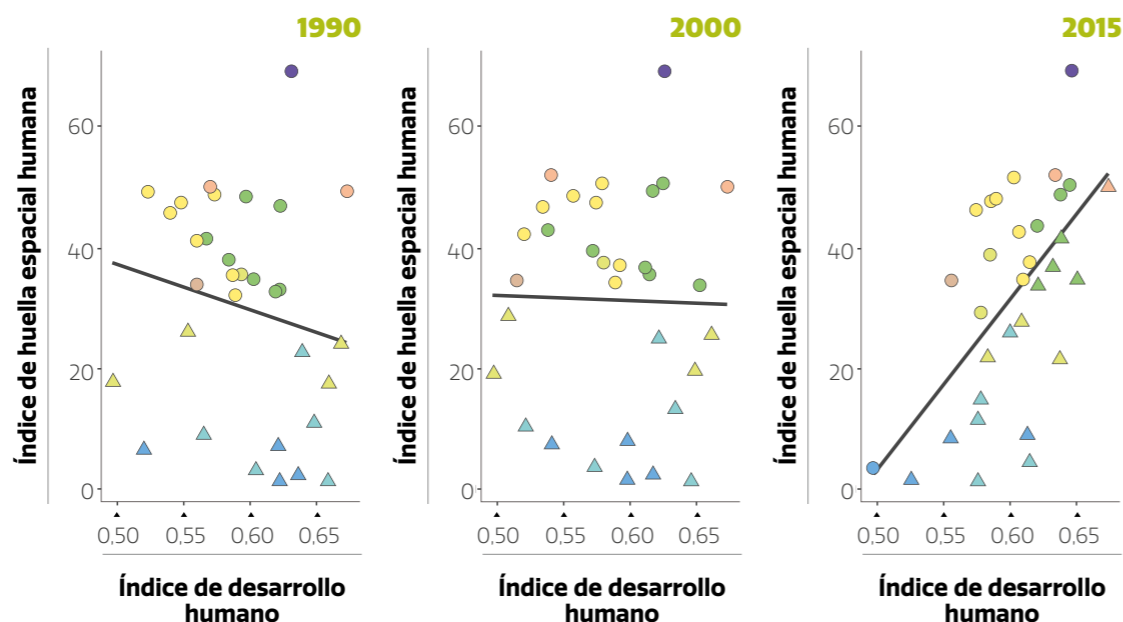 1990
Índice de huella espacial humana
60
40
20
0
0,50 0,55 0,60 0,65
Índice de desarrollo
humano
2000
Índice de huella espacial humana
60
40
20
0
0,50 0,55 0,60 0,65
Índice de desarrollo
humano
2015
Índice de huella espacial humana
60
40
20
0
0,50 0,55 0,60 0,65
Índice de desarrollo
humano